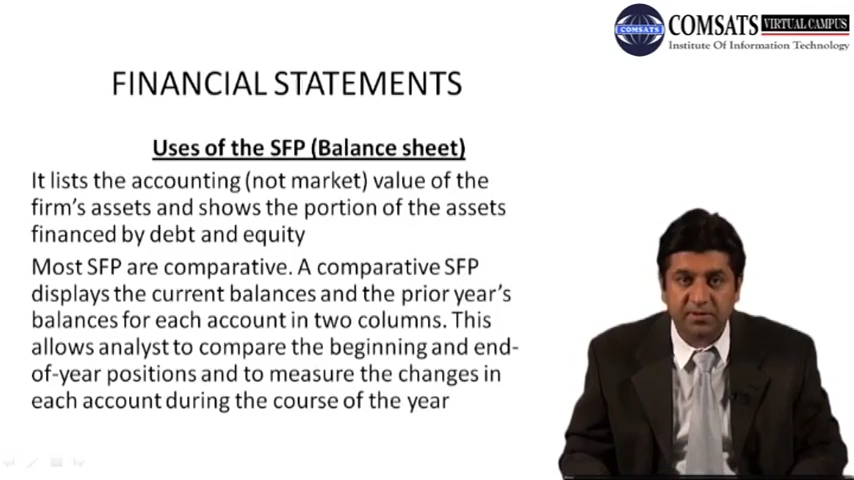 COMSATS
COMSATS VIRTUAL CAMPUS
Institute Of Information Technology
FINANCIAL STATEMENTS
Uses of the SFP (Balance sheet)
It lists the accounting (not market) value of the
firm's assets and shows the portion of the assets
financed by debt and equity
Most SFP are comparative. A comparative SFP
displays the current balances and the prior year's
balances for each account in two columns. This
allows analyst to compare the beginning and end-
of-year positions and to measure the changes in
each account during the course of the year